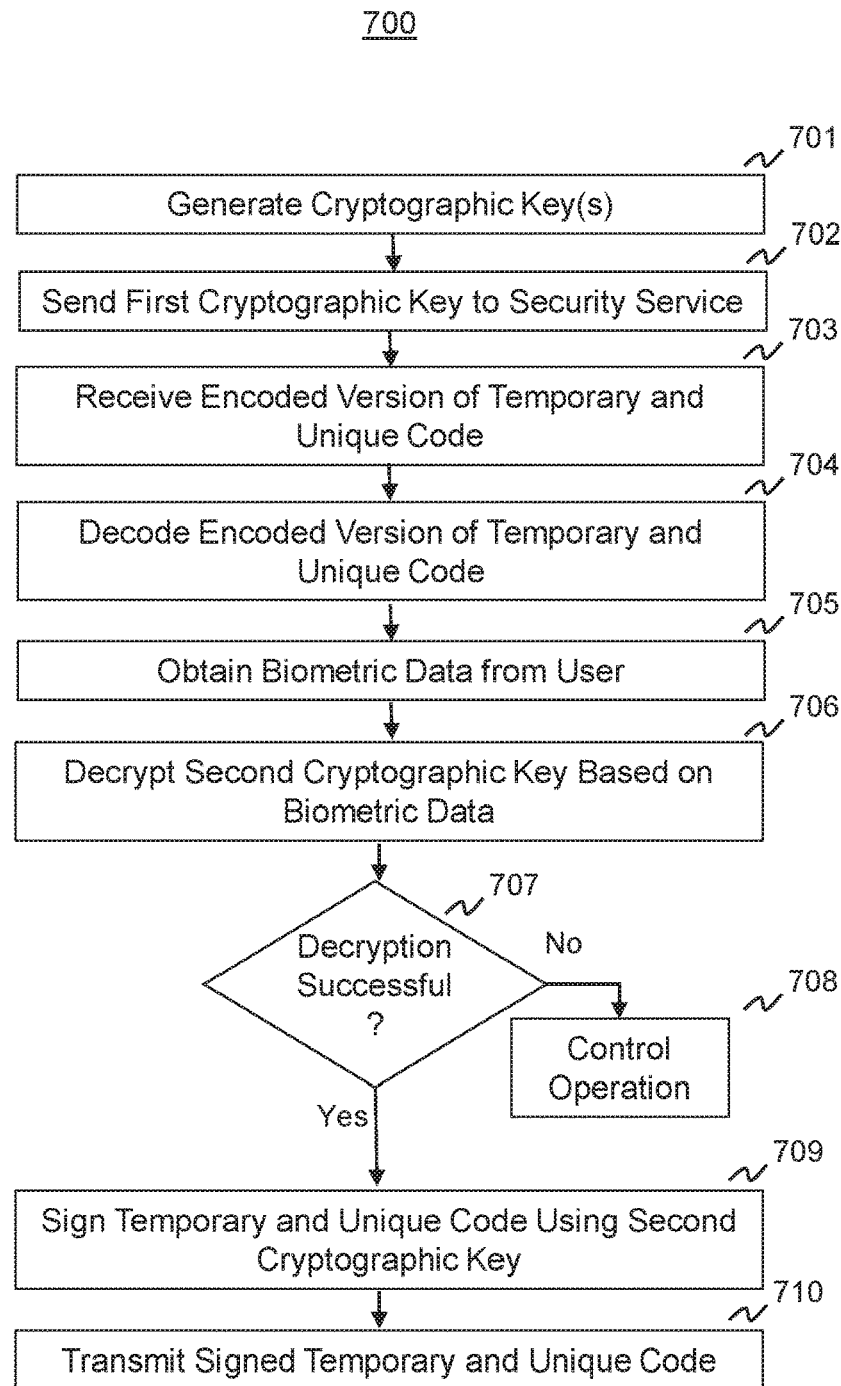 700
701
Generate Cryptographic Key(s)
702
Send First Cryptographic Key to Security Service
703
Receive Encoded Version of Temporary and
Unique Code
704
Decode Encoded Version of Temporary and
Unique Code
705
Obtain Biometric Data from User
706
Decrypt Second Cryptographic Key Based on
Biometric Data
707
Decryption
Successful
?
No
708
Control
Operation
Yes
709
Sign Temporary and Unique Code Using Second
Cryptographic Key
710
Transmit Signed Temporary and Unique Code